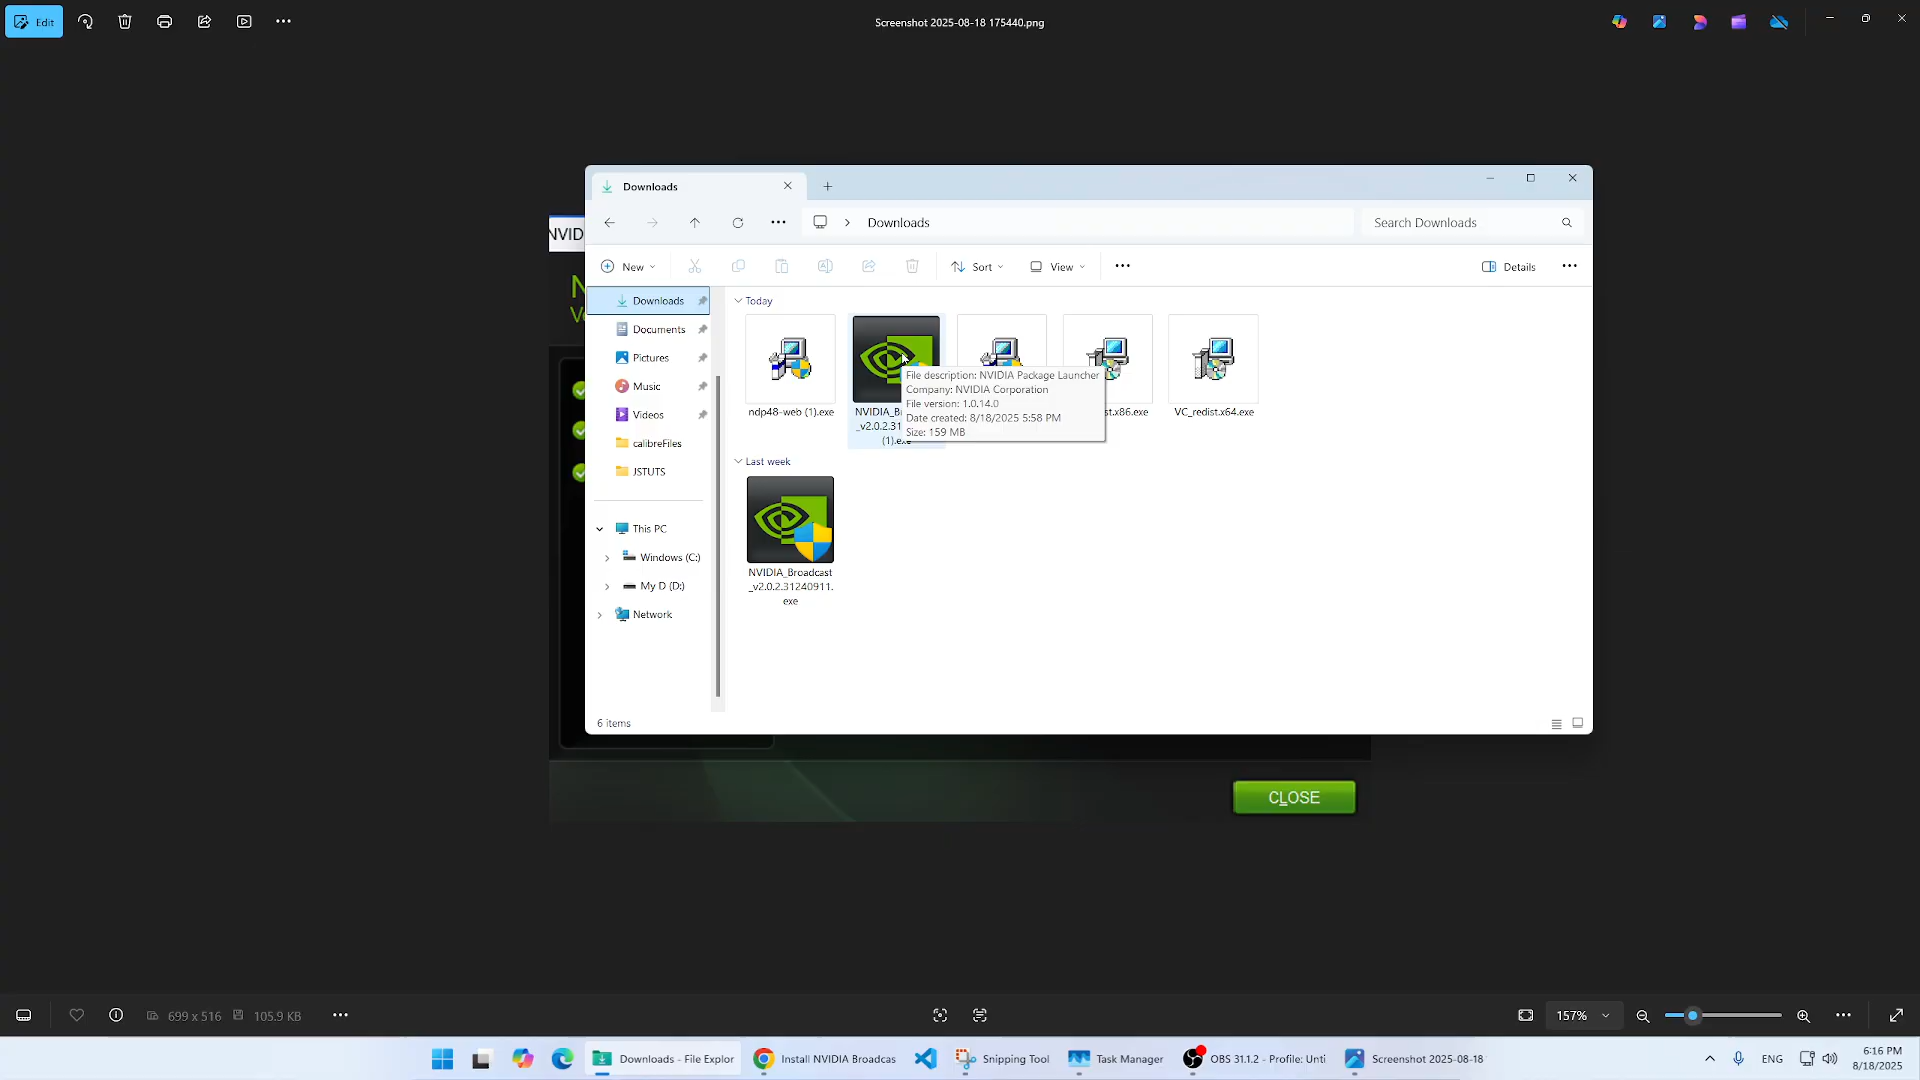 Edit
Screenshot 2025-08-18 175440.png
Downloads
NVID
Downloads
Search Downloads
New
Sort
View
Details
N
Ve
Downloads
Documents
Pictures
Music
Videos
calibreFiles
JSTUTS
This PC
Windows (C:)
My D (D:)
Network
Today
ndp48-web (1).exe
NVIDIA_B
_v2.0.2.31
(1).exe
st.x86.exe
VC_redist.x64.exe
File description: NVIDIA Package Launcher
Company: NVIDIA Corporation
File version: 1.0.14.0
Date created: 8/18/2025 5:58 PM
Size: 159 MB
Last week
NVIDIA_Broadcast
_v2.0.2.31240911.
exe
6 items
CLOSE
699 x 516
105.9 KB
157%
Downloads - File Explor
Install NVIDIA Broadcas
Snipping Tool
Task Manager
OBS 31.1.2 - Profile: Unti
Screenshot 2025-08-18
ENG
6:16 PM
8/18/2025